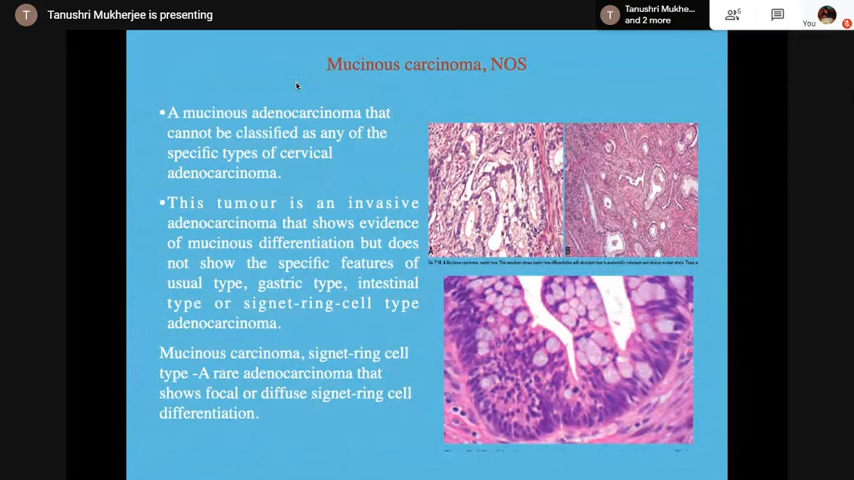 T
Tanushri Mukherjee is presenting
T
Tanushri Mukhe...
and 2 more
6
You
Mucinous carcinoma, NOS
•A mucinous adenocarcinoma that
cannot be classified as any of the
specific types of cervical
adenocarcinoma.
•This tumour is an invasive
adenocarcinoma that shows evidence
of mucinous differentiation but does
not show the specific features of
usual type, gastric type, intestinal
type or signet-ring-cell type
adenocarcinoma.
Mucinous carcinoma, signet-ring cell
type -A rare adenocarcinoma that
shows focal or diffuse signet-ring cell
differentiation.
A
B